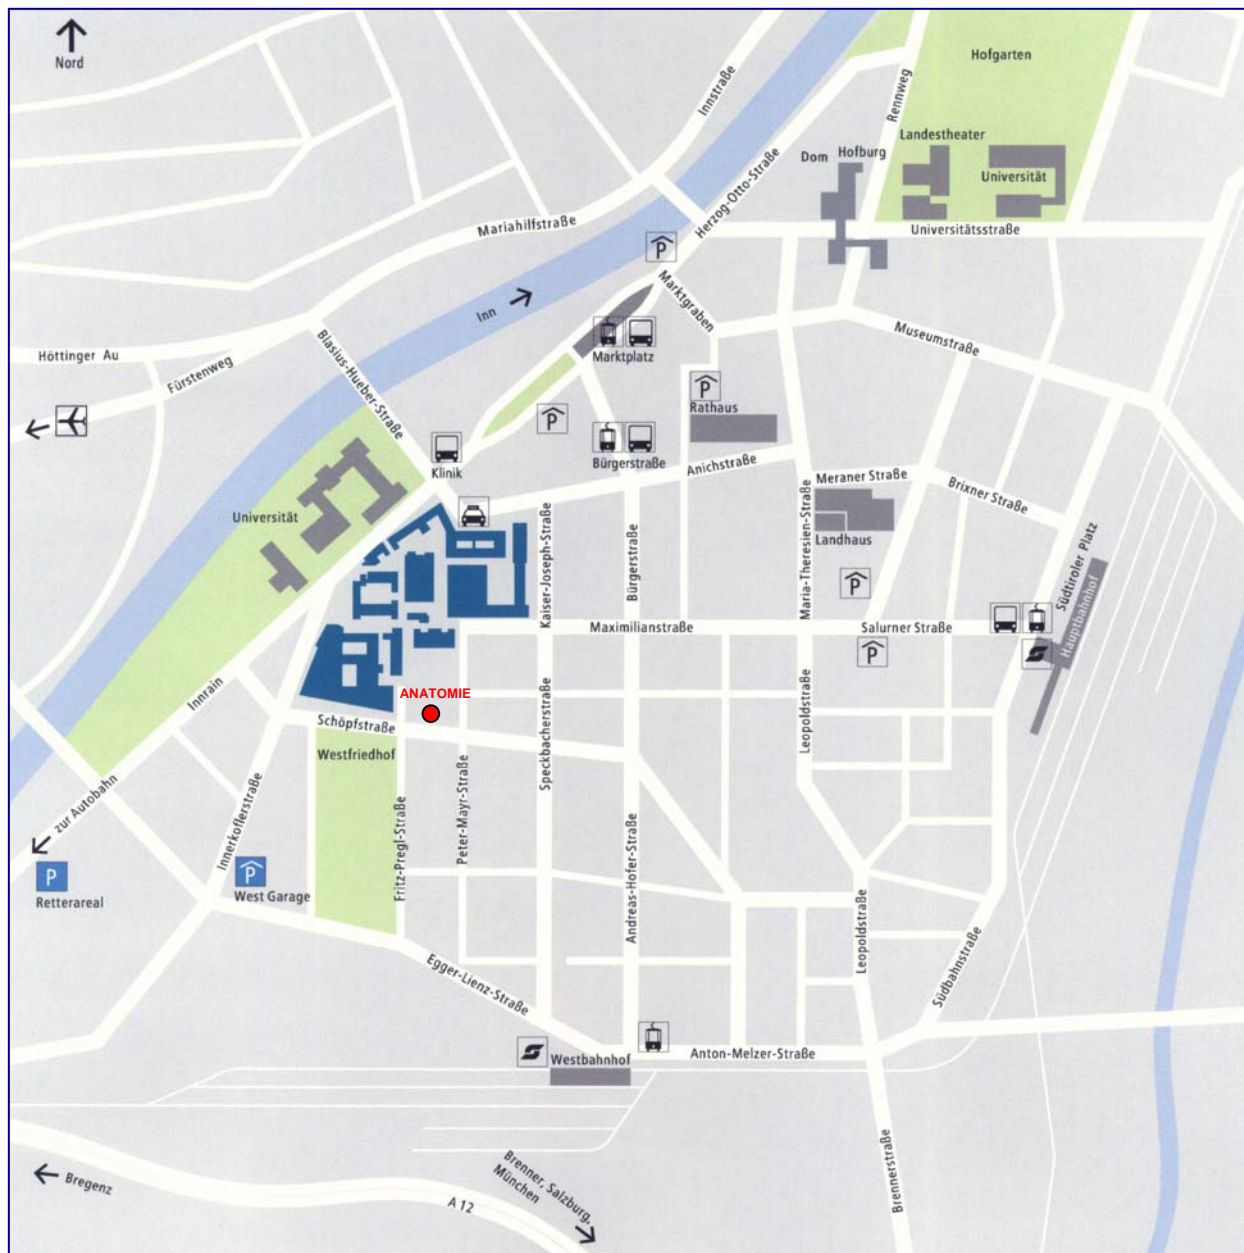 Nord
Hofgarten
Innstraße
Rennweg
Landestheater
Dom
Hofburg
Universität
Herzog-Otto-Straße
Mariahilfstraße
Universitätsstraße
P
Marktgraben
Inn
Museumstraße
Höttinger Au
Fürstenweg
Blasius-Hueber-Straße
Marktplatz
P
Rathaus
P
Klinik
Bürgerstraße
Anichstraße
Meraner Straße
Brixner Straße
Universität
Kaiser-Joseph-Straße
Bürgerstraße
Maria-Theresien-Straße
Landhaus
Südtiroler Platz
Hauptbahnhof
P
Maximilianstraße
Salurner Straße
P
Innrain
ANATOMIE
Schöpfstraße
Westfriedhof
Speckbacherstraße
Leopoldstraße
zur Autobahn
Innerkoflerstraße
Fritz-Pregl-Straße
Peter-Mayr-Straße
Andreas-Hofer-Straße
P
Retterareal
P
West Garage
Leopoldstraße
Südbahnstraße
Egger-Lienz-Straße
Westbahnhof
Anton-Melzer-Straße
Brennerstraße
Bregenz
A 12
Brenner, Salzburg,
München